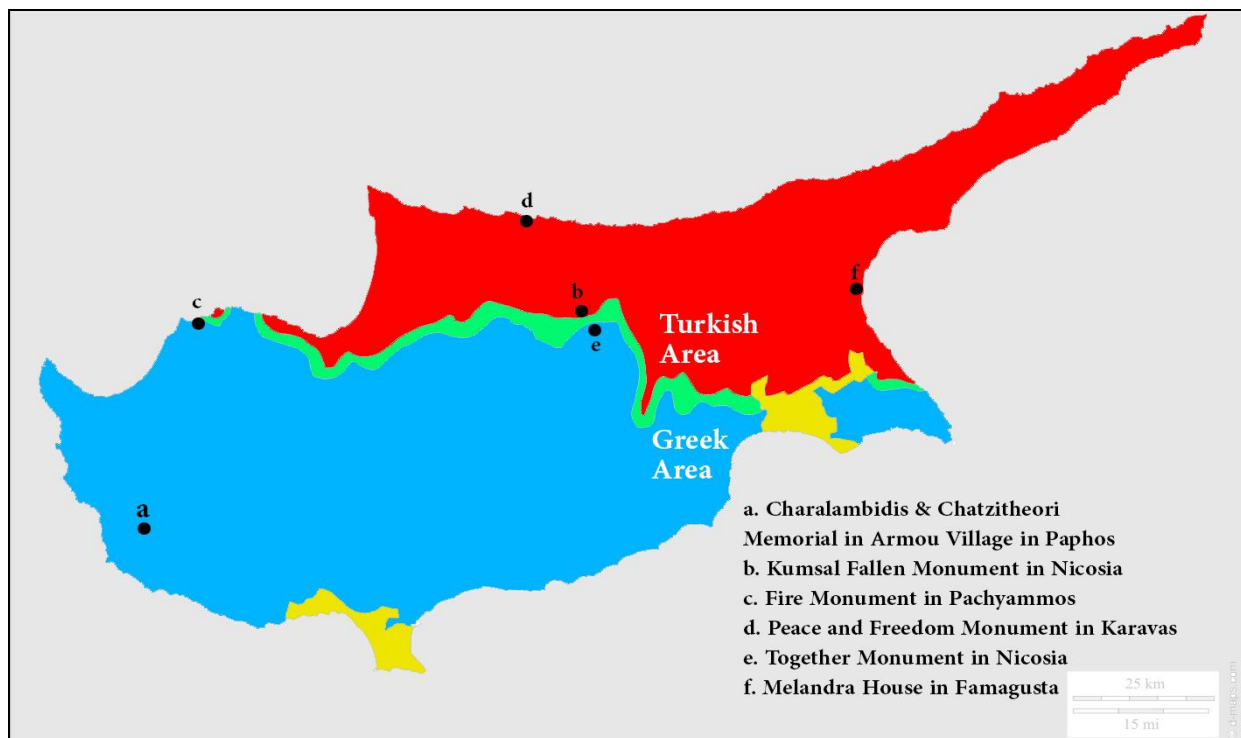 d
f
b
c
e
Turkish
Area
Greek
Area
a
a. Charalambidis & Chatzitheori
Memorial in Armou Village in Paphos
b. Kumsal Fallen Monument in Nicosia
c. Fire Monument in Pachyammos
d. Peace and Freedom Monument in Karavas
e. Together Monument in Nicosia
f. Melandra House in Famagusta
25 km
15 mi
© d-maps.com